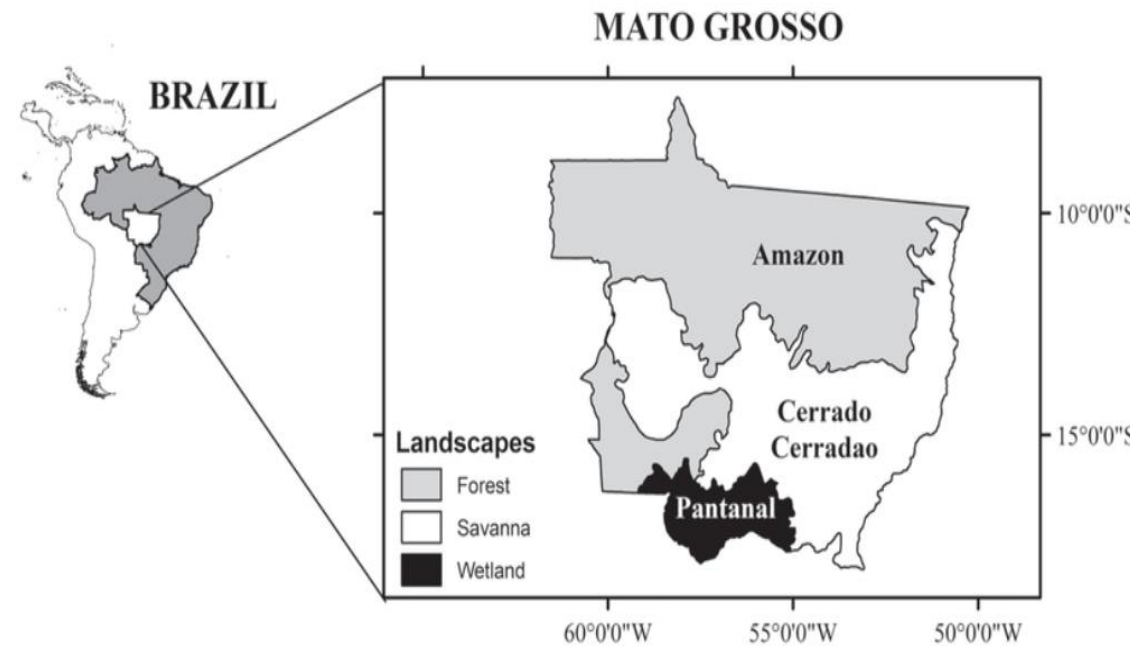 MATO GROSSO
BRAZIL
Amazon
10°0'0"S
Cerrado
Cerradao
15°0'0"S
Landscapes
Forest
Savanna
Wetland
Pantanal
60°0'0"W
55°0'0"W
50°0'0"W